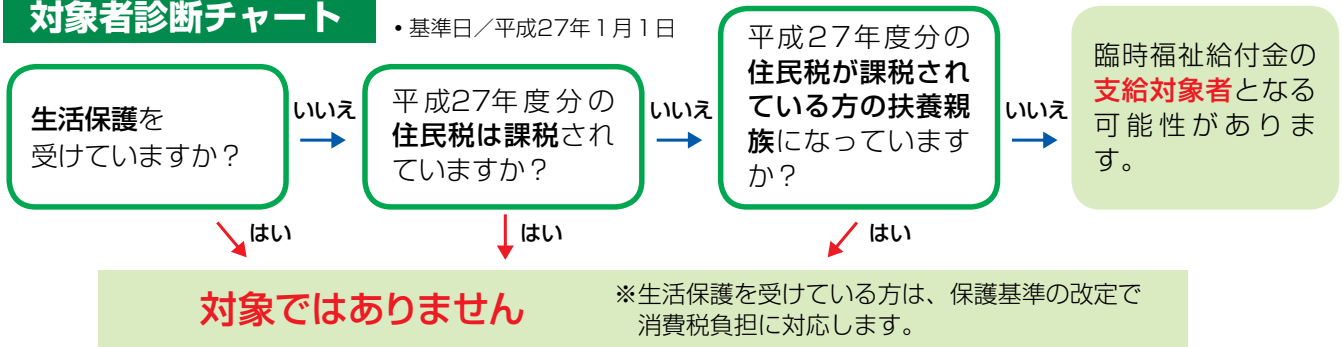 対象者診断チャート
・基準日／平成27年1月1日
生活保護を
受けていますか？
いいえ
平成27年度分の
住民税は課税され
ていますか？
いいえ
平成27年度分の
住民税が課税され
ている方の扶養親
族になっています
か？
いいえ
臨時福祉給付金の
支給対象者となる
可能性がありま
す。
はい
はい
はい
対象ではありません
※生活保護を受けている方は、保護基準の改定で
消費税負担に対応します。